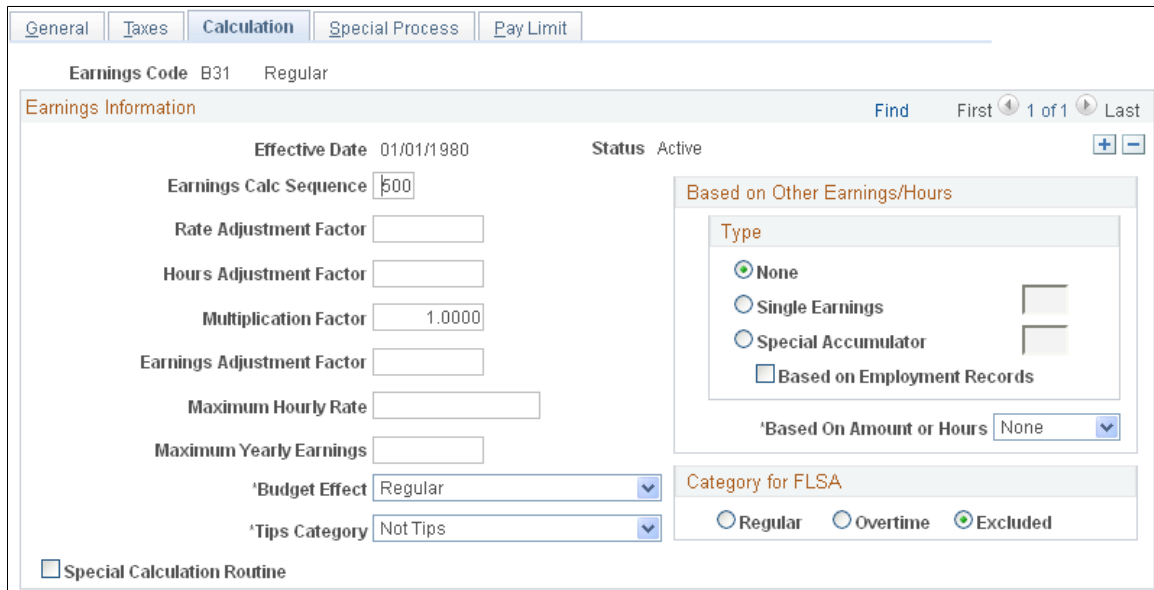 General Taxes Calculation Special Process Pay Limit
Earnings Code B31 Regular
Earnings Information Find First 1 of 1 Last
Effective Date 01/01/1980 Status Active
Earnings Calc Sequence 500
Rate Adjustment Factor
Hours Adjustment Factor
Multiplication Factor 1.0000
Earnings Adjustment Factor
Maximum Hourly Rate
Maximum Yearly Earnings
*Budget Effect Regular
*Tips Category Not Tips
Special Calculation Routine
Based on Other Earnings/Hours
Type
None
Single Earnings
Special Accumulator
Based on Employment Records
*Based On Amount or Hours None
Category for FLSA
Regular Overtime Excluded